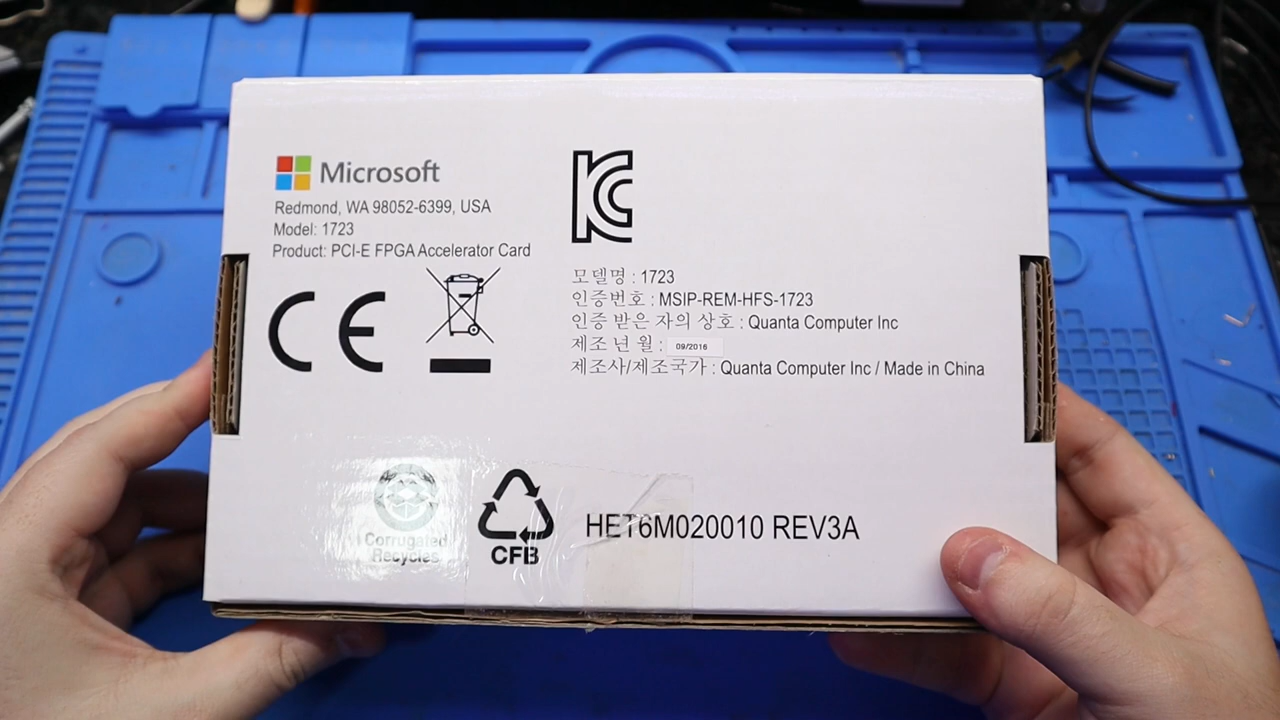 Microsoft
Redmond, WA 98052-6399, USA
Model: 1723
Product: PCI-E FPGA Accelerator Card
CE
KC
모델명 : 1723
인증번호 : MSIP-REM-HFS-1723
인증 받은 자의 상호 : Quanta Computer Inc
제조 년 월 : 09/2016
제조사/제조국가 : Quanta Computer Inc / Made in China
Corrugated
Recycles
CFB
HET6M020010 REV3A